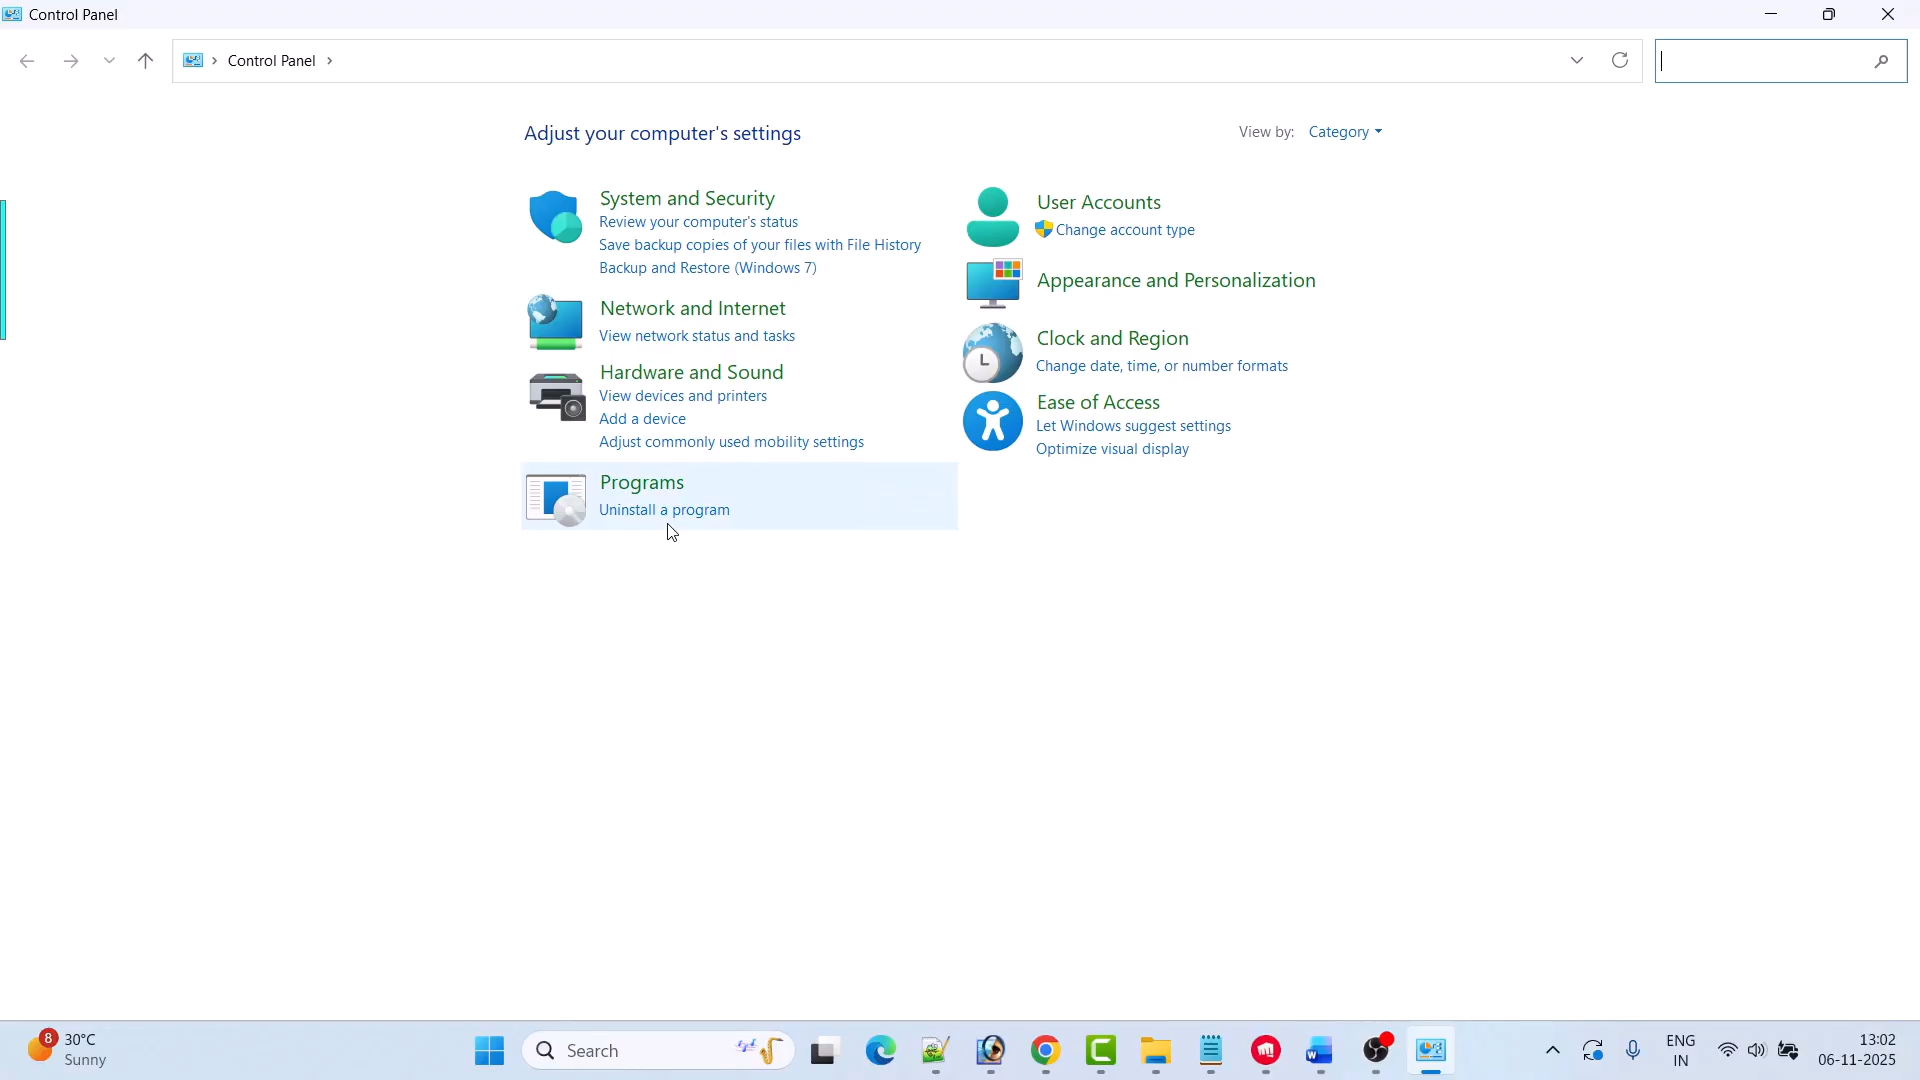 Control Panel
Control Panel
Adjust your computer's settings
View by: Category
System and Security
Review your computer's status
Save backup copies of your files with File History
Backup and Restore (Windows 7)
Network and Internet
View network status and tasks
Hardware and Sound
View devices and printers
Add a device
Adjust commonly used mobility settings
Programs
Uninstall a program
User Accounts
Change account type
Appearance and Personalization
Clock and Region
Change date, time, or number formats
Ease of Access
Let Windows suggest settings
Optimize visual display
8
30°C
Sunny
Search
ENG
IN
13:02
06-11-2025